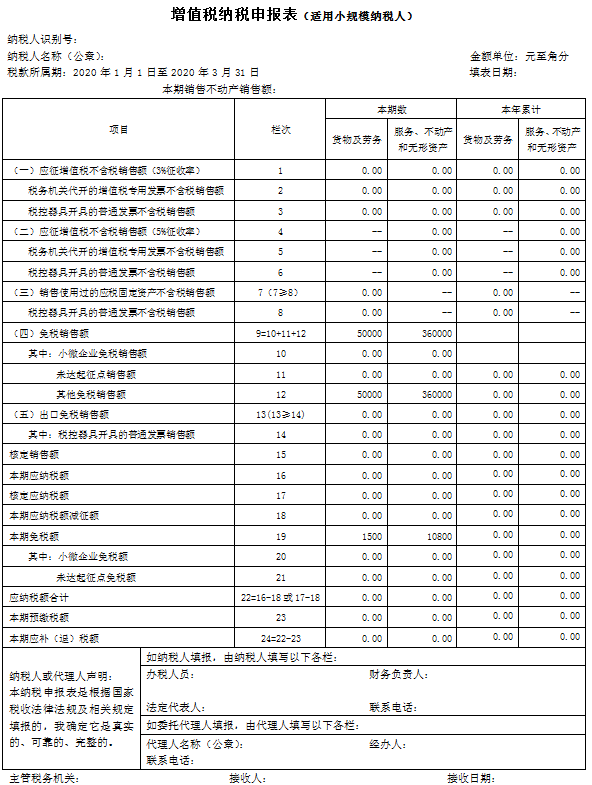 增值税纳税申报表（适用小规模纳税人）
纳税人识别号：
纳税人名称（公章）： 金额单位：元至角分
税款所属期：2020年1月1日至2020年3月31日 填表日期：
本期销售不动产销售额：
项目 栏次 本期数 本年累计
货物及劳务 服务、不动产和无形资产 货物及劳务 服务、不动产和无形资产
（一）应征增值税不含税销售额（3%征收率） 1 0.00 0.00 0.00 0.00
税务机关代开的增值税专用发票不含税销售额 2 0.00 0.00 0.00 0.00
税控器具开具的普通发票不含税销售额 3 0.00 0.00 0.00 0.00
（二）应征增值税不含税销售额（5%征收率） 4 -- 0.00 -- 0.00
税务机关代开的增值税专用发票不含税销售额 5 -- 0.00 -- 0.00
税控器具开具的普通发票不含税销售额 6 -- 0.00 -- 0.00
（三）销售使用过的应税固定资产不含税销售额 7（7≥8） 0.00 -- 0.00 --
税控器具开具的普通发票不含税销售额 8 0.00 -- 0.00 --
（四）免税销售额 9=10+11+12 50000 360000
其中：小微企业免税销售额 10 0.00 0.00
未达起征点销售额 11 0.00 0.00 0.00 0.00
其他免税销售额 12 50000 360000 0.00 0.00
（五）出口免税销售额 13(13≥14) 0.00 0.00 0.00 0.00
其中：税控器具开具的普通发票销售额 14 0.00 0.00 0.00 0.00
核定销售额 15 0.00 0.00 0.00 0.00
本期应纳税额 16 0.00 0.00 0.00 0.00
核定应纳税额 17 0.00 0.00 0.00 0.00
本期应纳税额减征额 18 0.00 0.00 0.00 0.00
本期免税额 19 1500 10800 0.00 0.00
其中：小微企业免税额 20 0.00 0.00 0.00 0.00
未达起征点免税额 21 0.00 0.00 0.00 0.00
应纳税额合计 22=16-18或17-18 0.00 0.00 0.00 0.00
本期预缴税额 23 0.00 0.00 0.00 0.00
本期应补（退）税额 24=22-23 0.00 0.00 0.00 0.00
纳税人或代理人声明：
本纳税申报表是根据国家
税收法律法规及相关规定
填报的，我确定它是真实
的、可靠的、完整的。
如纳税人填报，由纳税人填写以下各栏：
办税人员： 财务负责人：
法定代表人： 联系电话：
如委托代理人填报，由代理人填写以下各栏：
代理人名称（公章）： 经办人：
联系电话：
主管税务机关： 接收人： 接收日期：